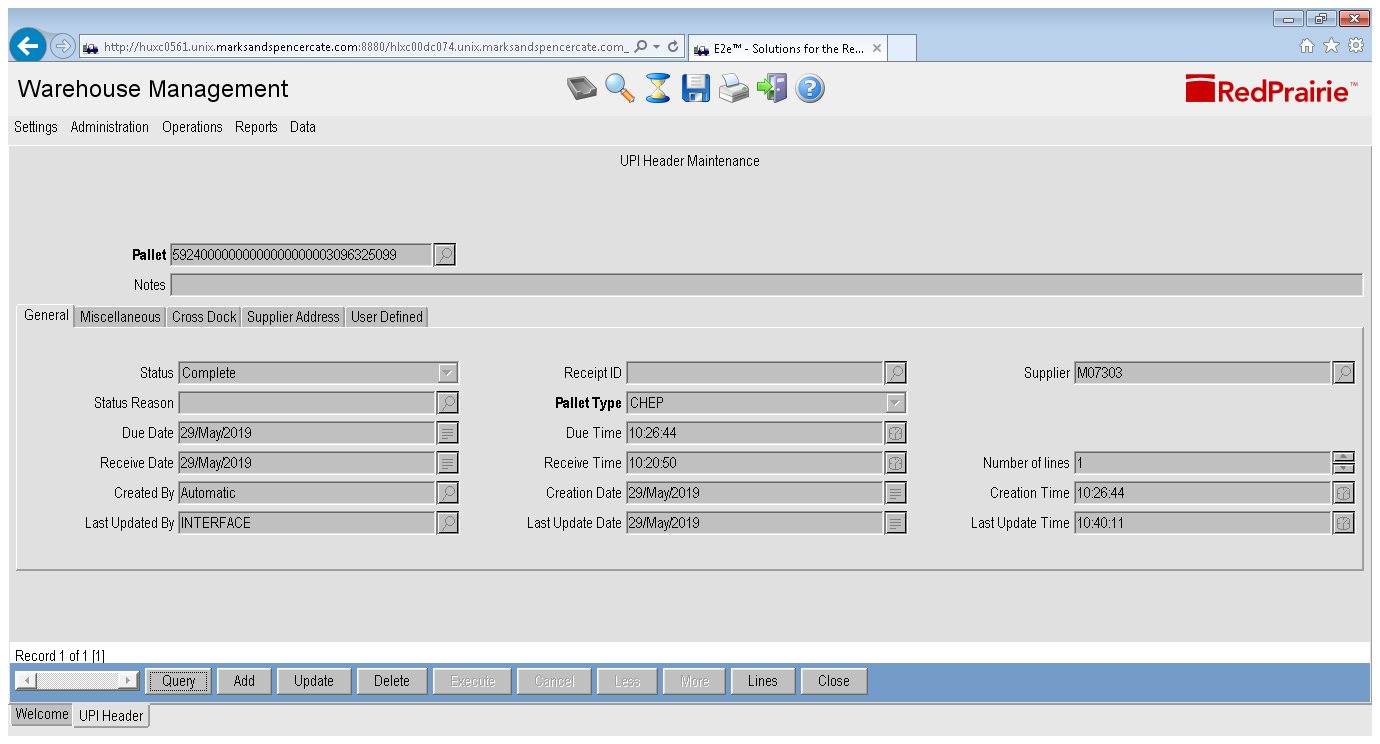 http://huxc0561.unix.marksandspencercate.com:8880/hlxc00dc074.unix.marksandspencercate.com_
E2e™ - Solutions for the Re...
Warehouse Management
RedPrairie™
Settings Administration Operations Reports Data
UPI Header Maintenance
Notes
General Miscellaneous Cross Dock Supplier Address User Defined
Status Complete Receipt ID Supplier M07303
Status Reason Pallet Type CHEP
Due Date 29/May/2019 Due Time 10:26:44
Receive Date 29/May/2019 Receive Time 10:20:50 Number of lines 1
Created By Automatic Creation Date 29/May/2019 Creation Time 10:26:44
Last Updated By INTERFACE Last Update Date 29/May/2019 Last Update Time 10:40:11
Record 1 of 1 [1]
Query Add Update Delete Execute Cancel Less More Lines Close
Welcome UPI Header